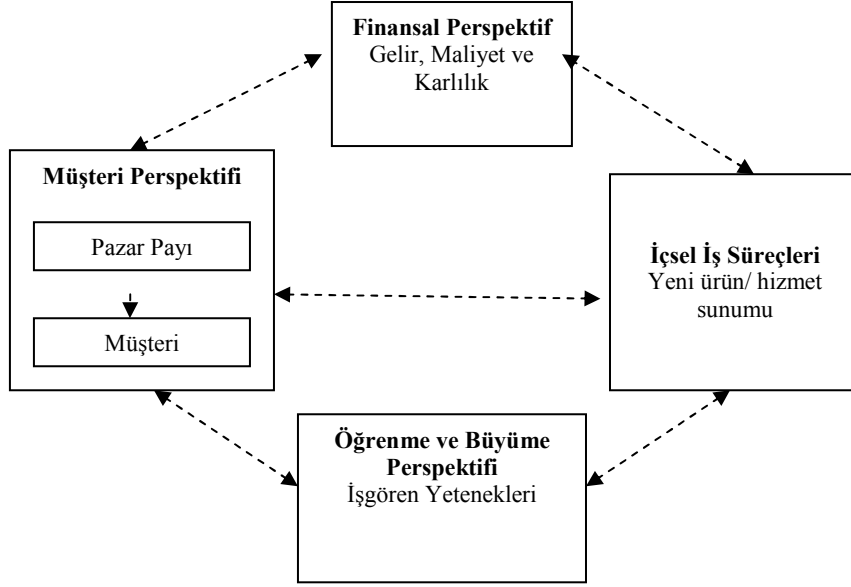 Finansal Perspektif
Gelir, Maliyet ve
Karlılık
Müşteri Perspektifi
Pazar Payı
Müşteri
İçsel İş Süreçleri
Yeni ürün/ hizmet
sunumu
Öğrenme ve Büyüme
Perspektifi
İşgören Yetenekleri